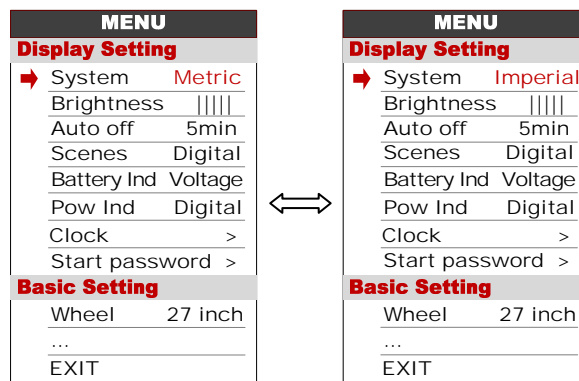 MENU
Display Setting
System Metric
Brightness |||||
Auto off 5min
Scenes Digital
Battery Ind Voltage
Pow Ind Digital
Clock >
Start password >
Basic Setting
Wheel 27 inch
...
EXIT
MENU
Display Setting
System Imperial
Brightness |||||
Auto off 5min
Scenes Digital
Battery Ind Voltage
Pow Ind Digital
Clock >
Start password >
Basic Setting
Wheel 27 inch
...
EXIT